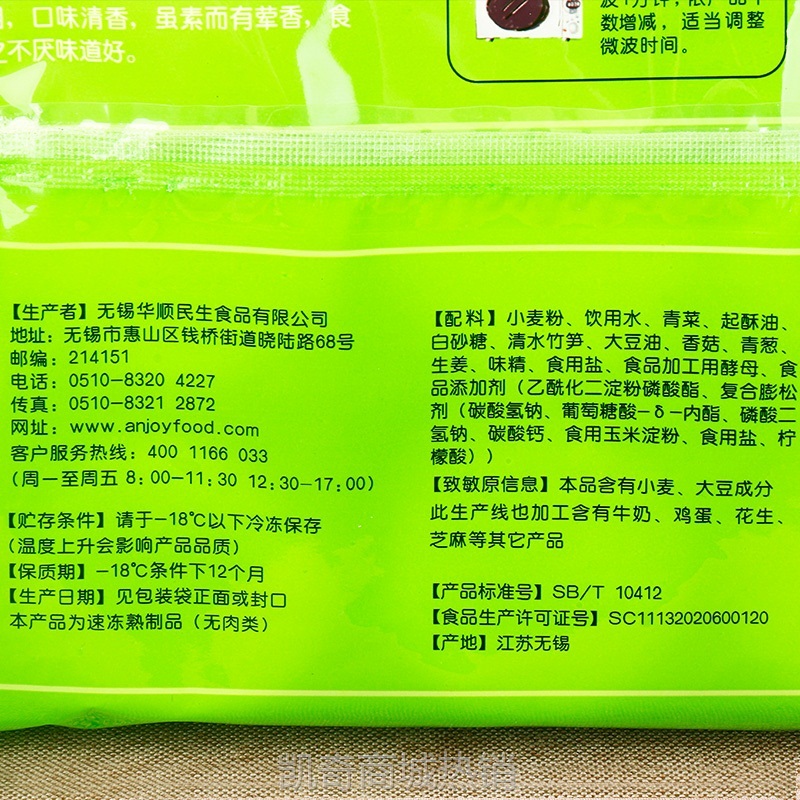 口味清香，虽素而有荤香，食
之不厌味道好。
数增减，适当调整
微波时间。
【生产者】无锡华顺民生食品有限公司
地址：无锡市惠山区钱桥街道晓陆路68号
邮编：214151
电话：0510-8320 4227
传真：0510-8321 2872
网址：www.anjoyfood.com
客户服务热线：400 1166 033
（周一至周五 8：00-11：30 12:30-17:00）
【贮存条件】请于-18℃以下冷冻保存
（温度上升会影响产品品质）
【保质期】-18℃条件下12个月
【生产日期】见包装袋正面或封口
本产品为速冻熟制品（无肉类）
【配料】小麦粉、饮用水、青菜、起酥油、
白砂糖、清水竹笋、大豆油、香菇、青葱、
生姜、味精、食用盐、食品加工用酵母、食
品添加剂（乙酰化二淀粉磷酸酯、复合膨松
剂（碳酸氢钠、葡萄糖酸-δ-内酯、磷酸二
氢钠、碳酸钙、食用玉米淀粉、食用盐、柠
檬酸））
【致敏原信息】本品含有小麦、大豆成分
此生产线也加工含有牛奶、鸡蛋、花生、
芝麻等其它产品
【产品标准号】SB/T 10412
【食品生产许可证号】SC11132020600120
【产地】江苏无锡
凯奇商城热销